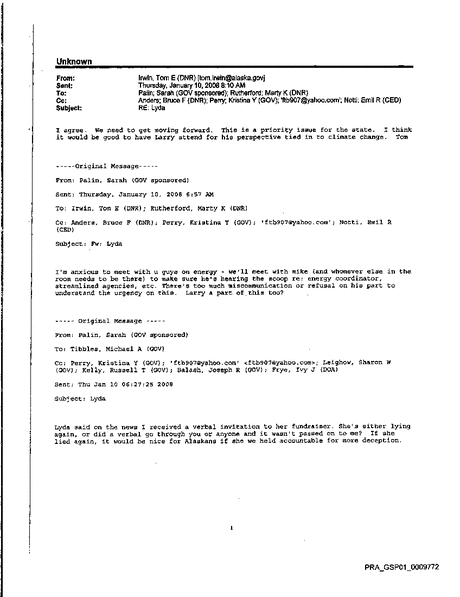 Unknown
From: Irwin, Tom E (DNR) [tom.irwin@alaska.gov]
Sent: Thursday, January 10, 2008 8:10 AM
To: Palin, Sarah (GOV sponsored); Rutherford, Marty K (DNR)
Cc: Anders, Bruce F (DNR); Perry, Kristina Y (GOV); 'ftb907@yahoo.com'; Notti, Emil R (CED)
Subject: RE: Lyda
I agree. We need to get moving forward. This is a priority issue for the state. I think
it would be good to have Larry attend for his perspective tied in to climate change. Tom
-----Original Message-----
From: Palin, Sarah (GOV sponsored)
Sent: Thursday, January 10, 2008 6:57 AM
To: Irwin, Tom E (DNR); Rutherford, Marty K (DNR)
Cc: Anders, Bruce F (DNR); Perry, Kristina Y (GOV); 'ftb907@yahoo.com'; Notti, Emil R
(CED)
Subject: Fw: Lyda
I'm anxious to meet with u guys on energy - we'll meet with mike (and whomever else in the
room needs to be there) to make sure he's hearing the scoop re: energy coordinator,
streamlined agencies, etc. There's too much miscommunication or refusal on his part to
understand the urgency on this. Larry a part of this too?
----- Original Message -----
From: Palin, Sarah (GOV sponsored)
To: Tibbles, Michael A (GOV)
Cc: Perry, Kristina Y (GOV); 'ftb907@yahoo.com' <ftb907@yahoo.com>; Leighow, Sharon W
(GOV); Kelly, Russell T (GOV); Balash, Joseph R (GOV); Frye, Ivy J (DOA)
Sent: Thu Jan 10 06:27:25 2008
Subject: Lyda
Lyda said on the news I received a verbal invitation to her fundraiser. She's either lying
again, or did a verbal go through you or anyone and it wasn't passed on to me? If she
lied again, it would be nice for Alaskans if she we held accountable for more deception.
1
PRA_GSP01_0009772